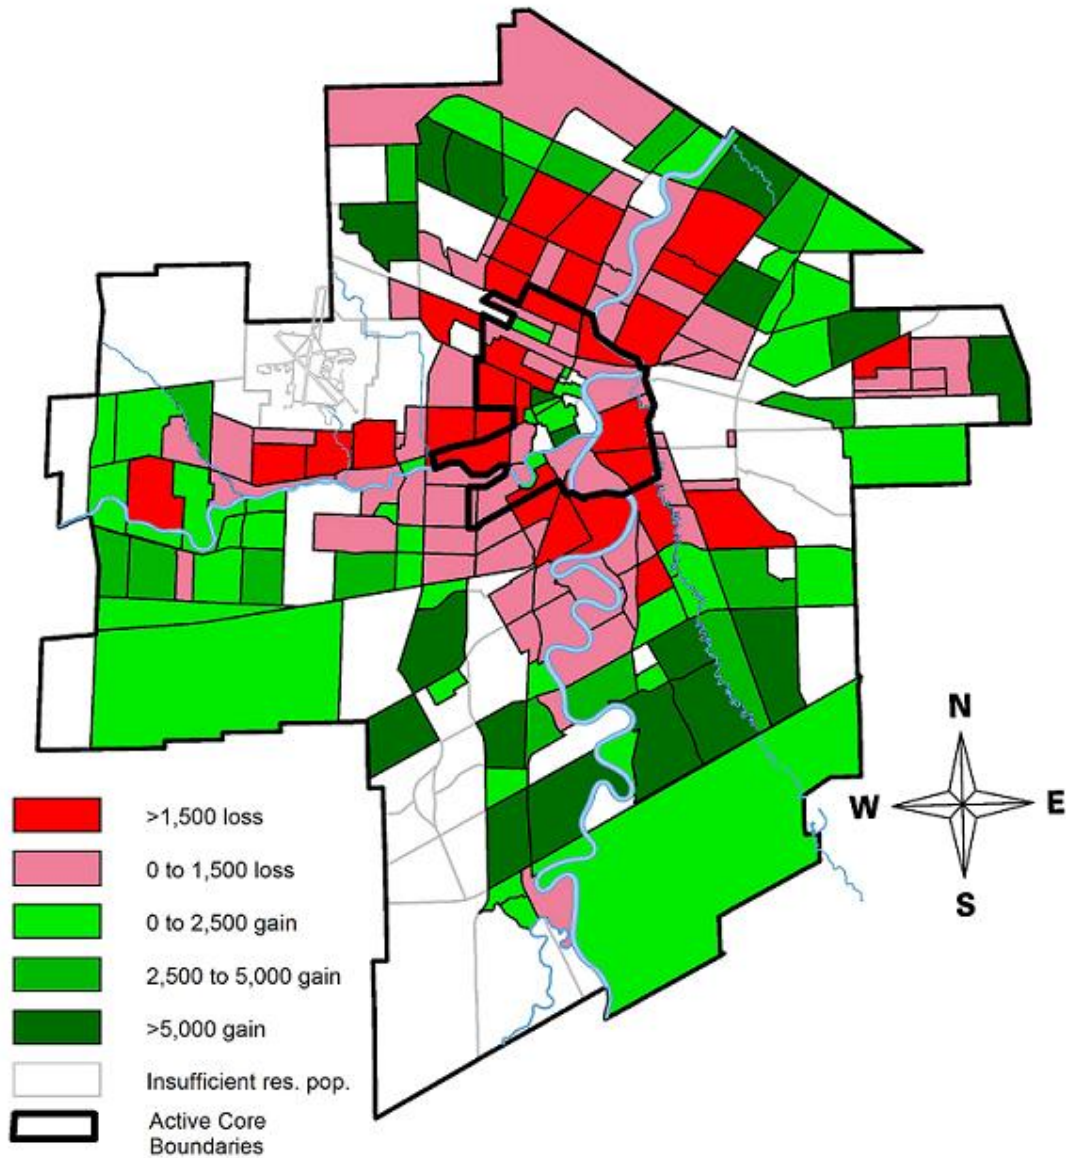 N
W E
S
>1,500 loss
0 to 1,500 loss
0 to 2,500 gain
2,500 to 5,000 gain
>5,000 gain
Insufficient res. pop.
Active Core
Boundaries